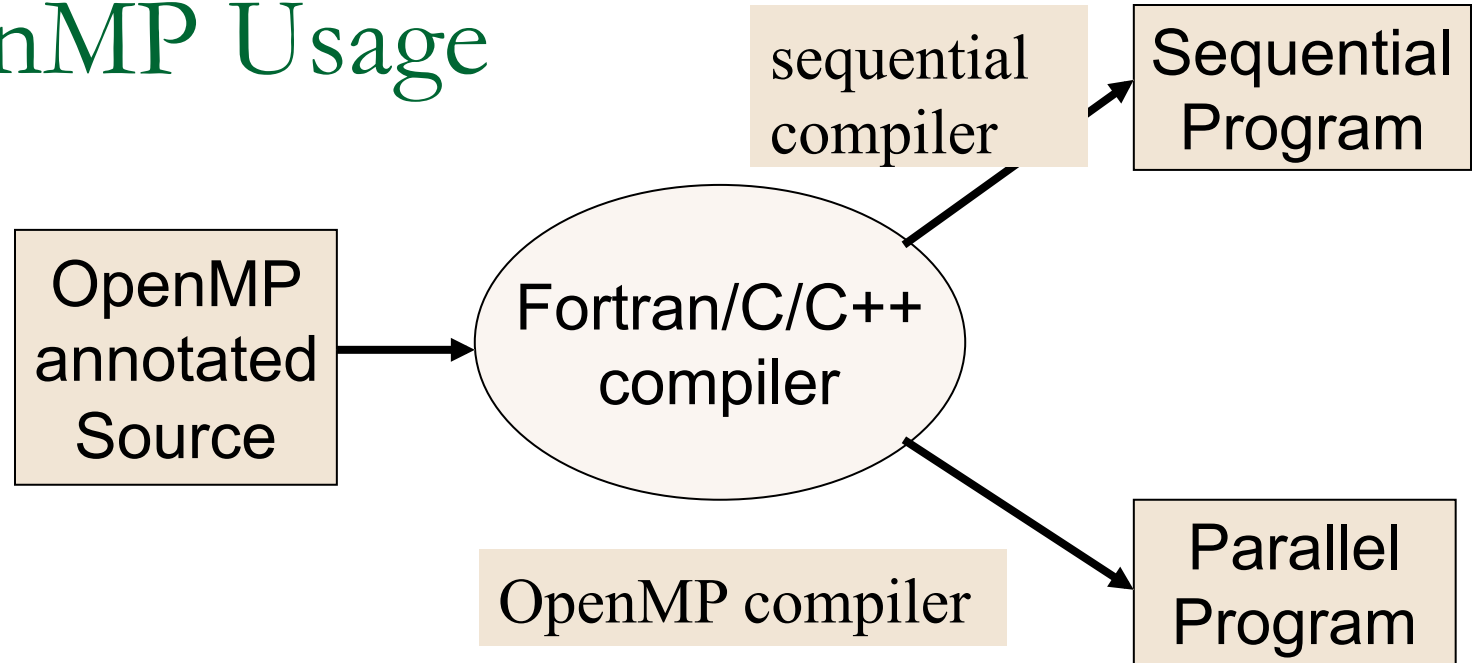 nMP Usage
sequential
compiler
Sequential
Program
OpenMP
annotated
Source
Fortran/C/C++
compiler
OpenMP compiler
Parallel
Program